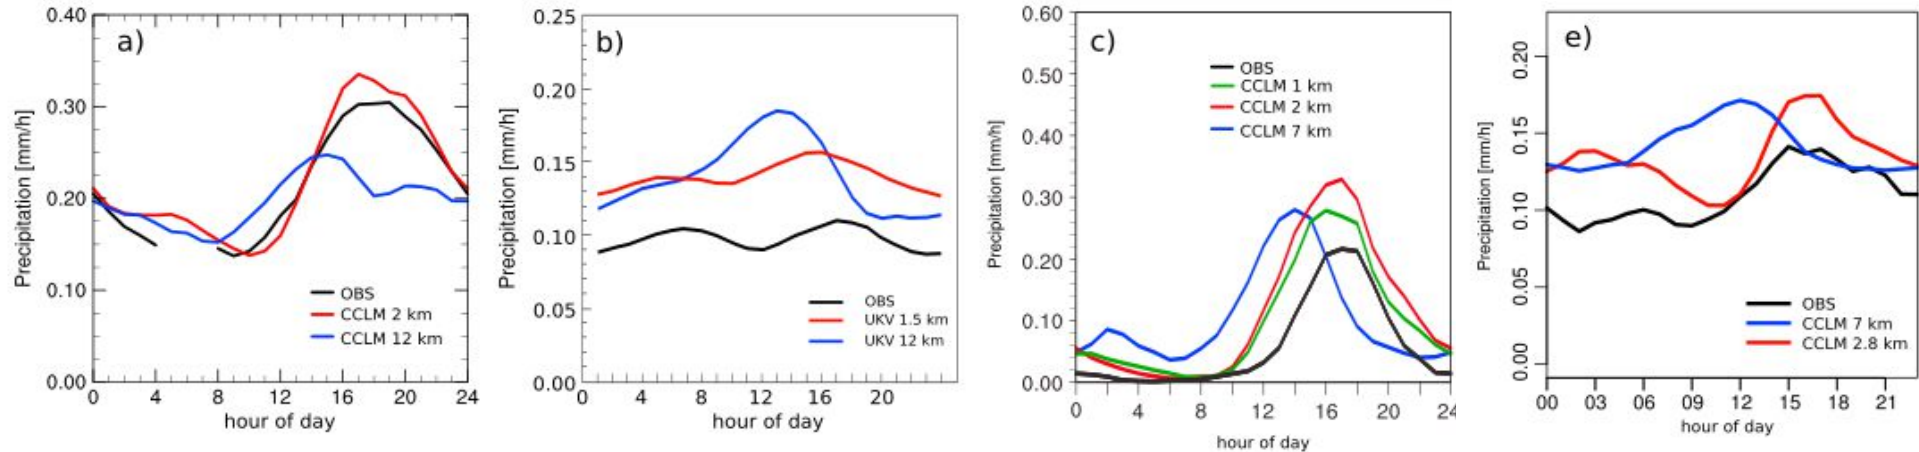 a)
0.40
0.30
0.20
0.10
0.00
Precipitation [mm/h]
OBS
CCLM 2 km
CCLM 12 km
0 4 8 12 16 20 24
hour of day
b)
0.25
0.20
0.15
0.10
0.05
0.00
Precipitation [mm/h]
OBS
UKV 1.5 km
UKV 12 km
0 4 8 12 16 20
hour of day
c)
0.60
0.50
0.40
0.30
0.20
0.10
0.00
Precipitation [mm/h]
OBS
CCLM 1 km
CCLM 2 km
CCLM 7 km
0 4 8 12 16 20 24
hour of day
e)
0.20
0.15
0.10
0.05
0.00
Precipitation [mm/h]
OBS
CCLM 7 km
CCLM 2.8 km
00 03 06 09 12 15 18 21
hour of day